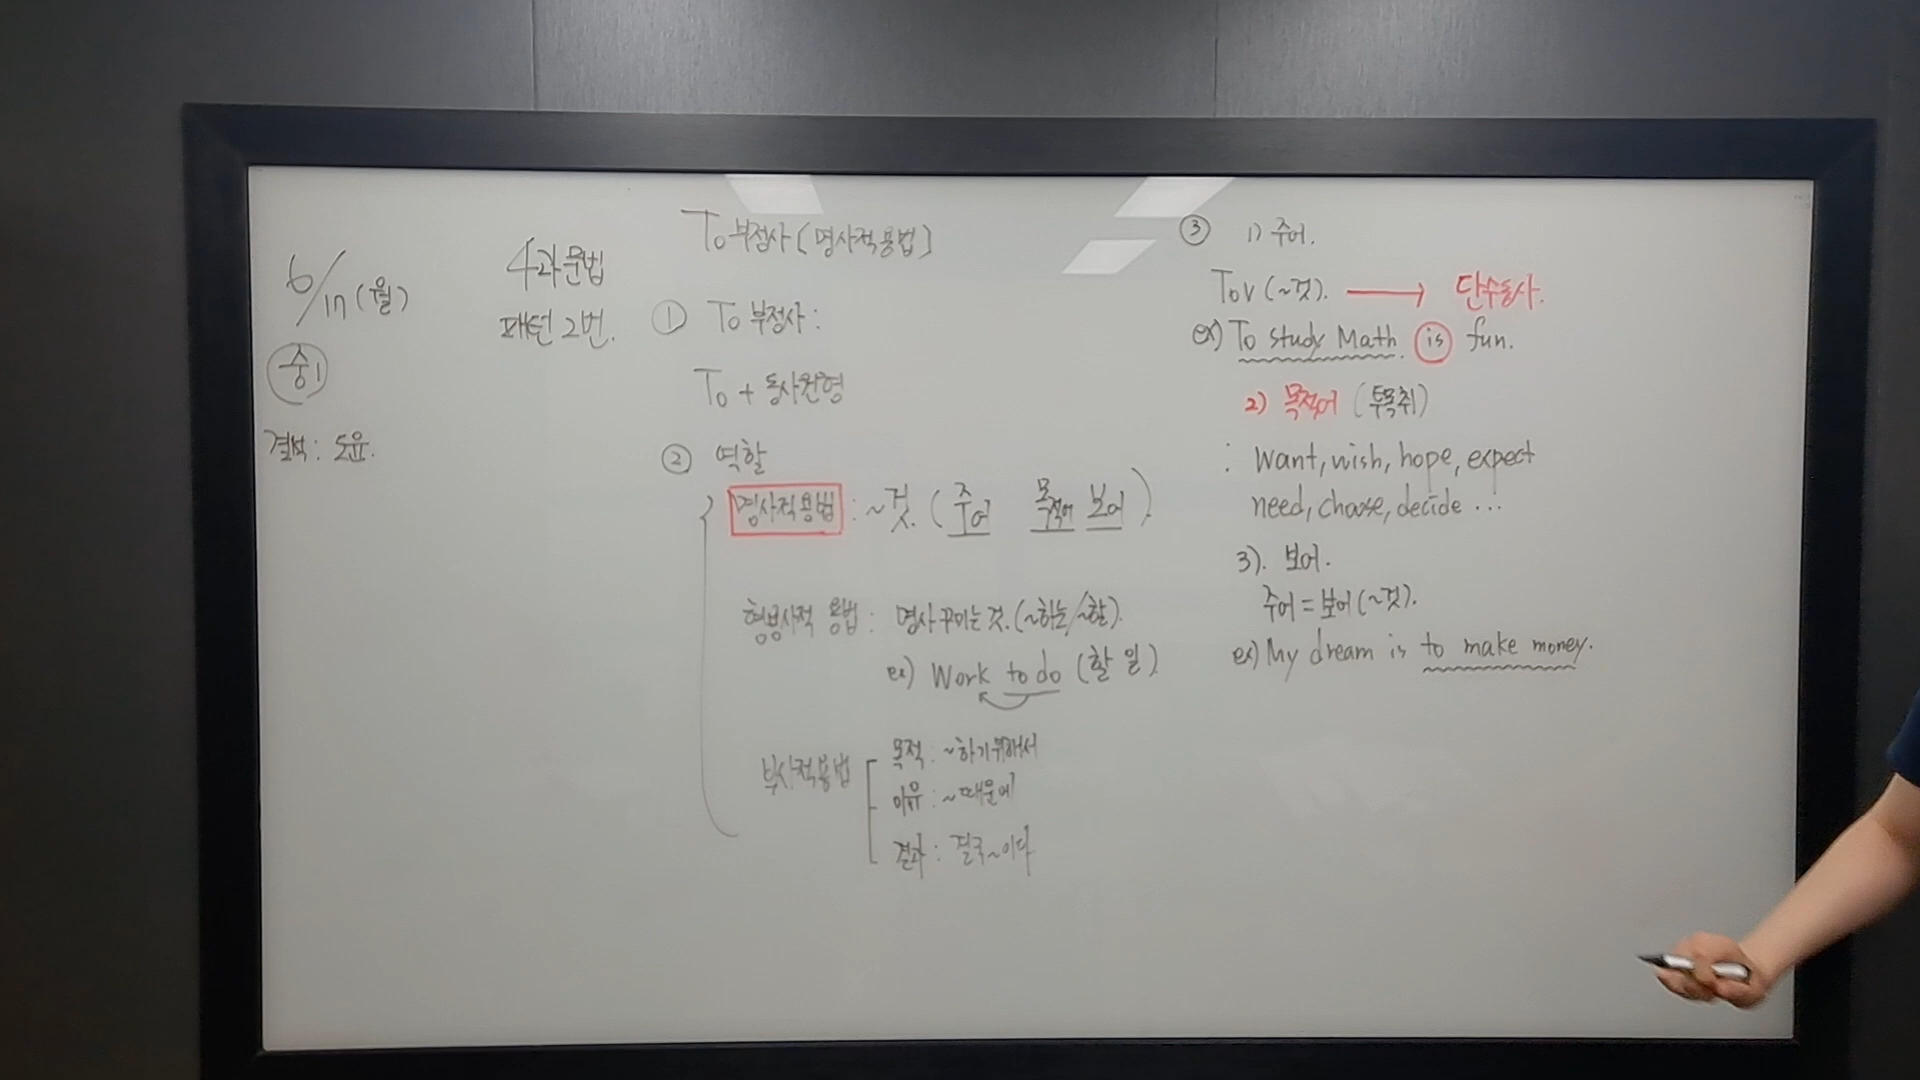 6/17(월)
중1
결석: 도윤.
4과문법
패턴 2번.
To부정사(명사적용법)
① To부정사:
To + 동사원형
② 역할
명사적용법: ~것. (주어 목적어 보어)
형용사적 용법: 명사 꾸미는 것. (~하는/~할).
ex) Work to do (할 일)
부사적용법
목적: ~하기위해서
이유: ~때문에
결과: 결국~이다
③ 1) 주어.
To V (~것). → 단수동사.
ex) To study Math. is fun.
2) 목적어 (투목취)
: Want, wish, hope, expect
need, choose, decide ...
3). 보어.
주어 = 보어(~것).
ex) My dream is to make money.